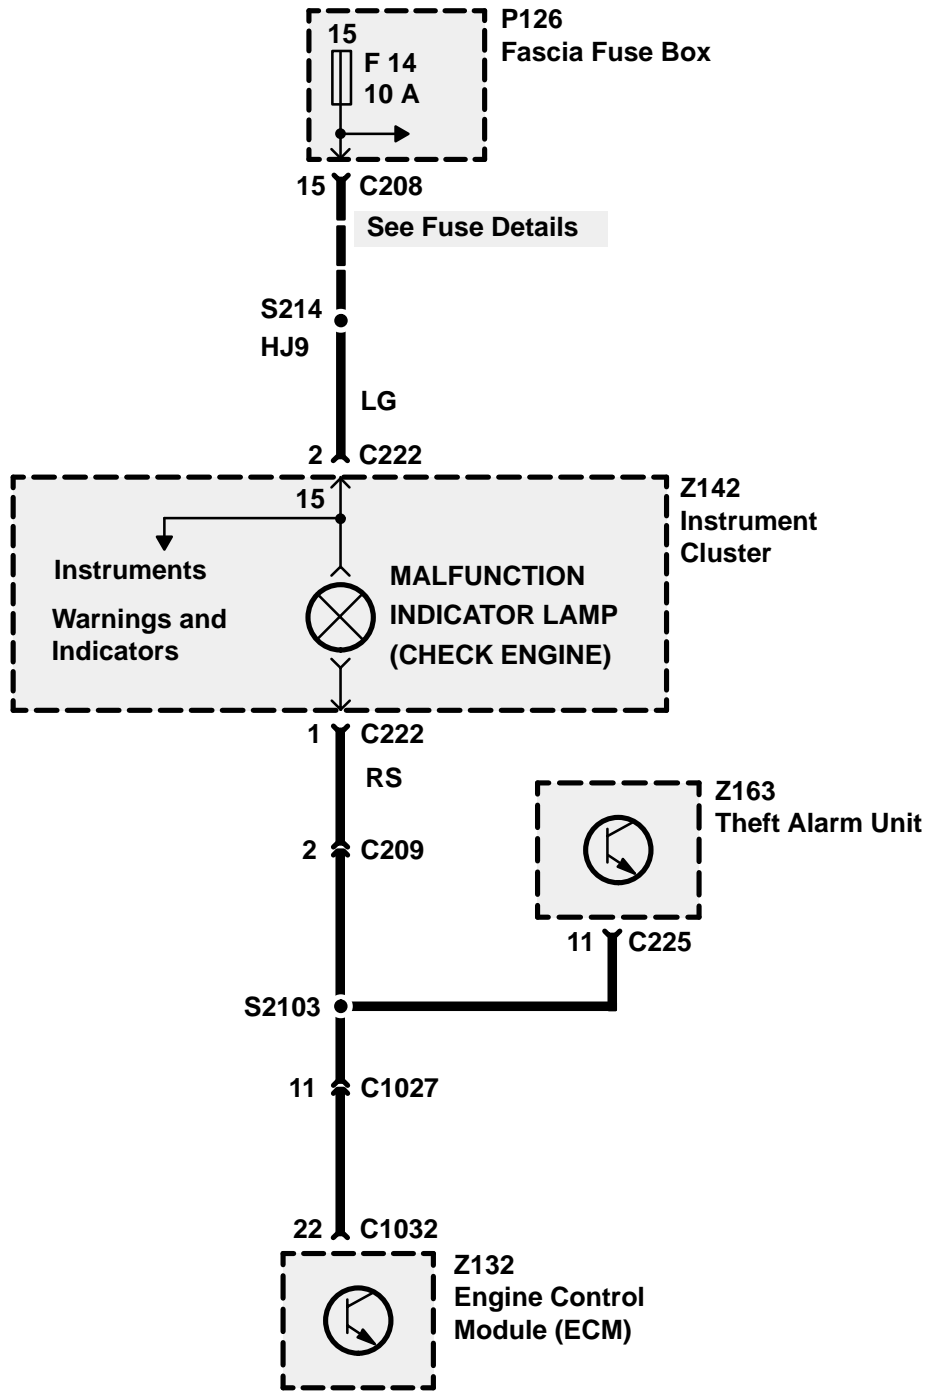 P126
Fascia Fuse Box
15
F 14
10 A
15 C208
See Fuse Details
S214
HJ9
LG
2 C222
Z142
Instrument
Cluster
15
Instruments
Warnings and
Indicators
MALFUNCTION
INDICATOR LAMP
(CHECK ENGINE)
1 C222
RS
Z163
Theft Alarm Unit
2 C209
11 C225
S2103
11 C1027
22 C1032
Z132
Engine Control
Module (ECM)